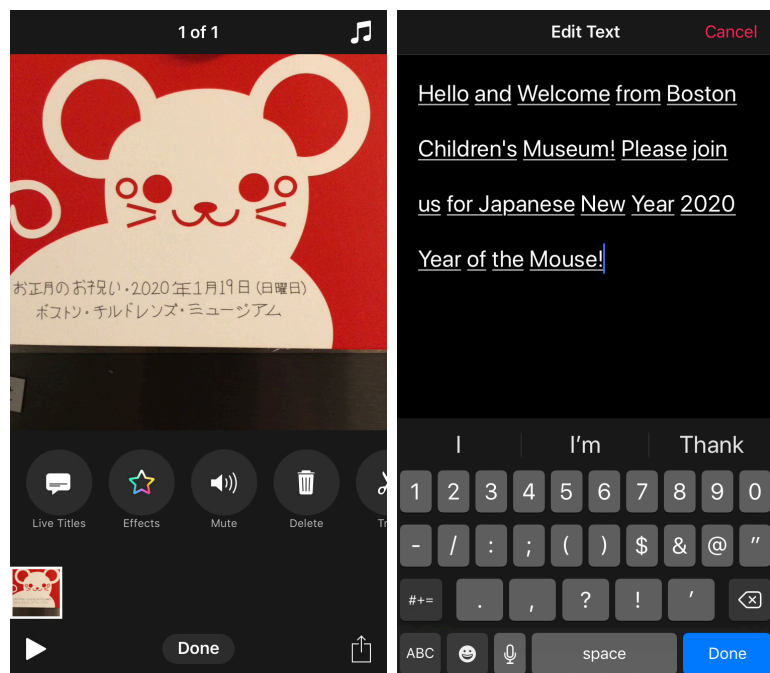 1 of 1
お正月のお祝い・2020年1月19日(日曜日)
ボストン・チルドレンズ・ミュージアム
Live Titles
Effects
Mute
Delete
Tr
Done
Edit Text
Cancel
Hello and Welcome from Boston
Children's Museum! Please join
us for Japanese New Year 2020
Year of the Mouse!
I
I'm
Thank
1 2 3 4 5 6 7 8 9 0
- / : ; ( ) $ & @ "
#+= . , ? ! '
ABC
space
Done